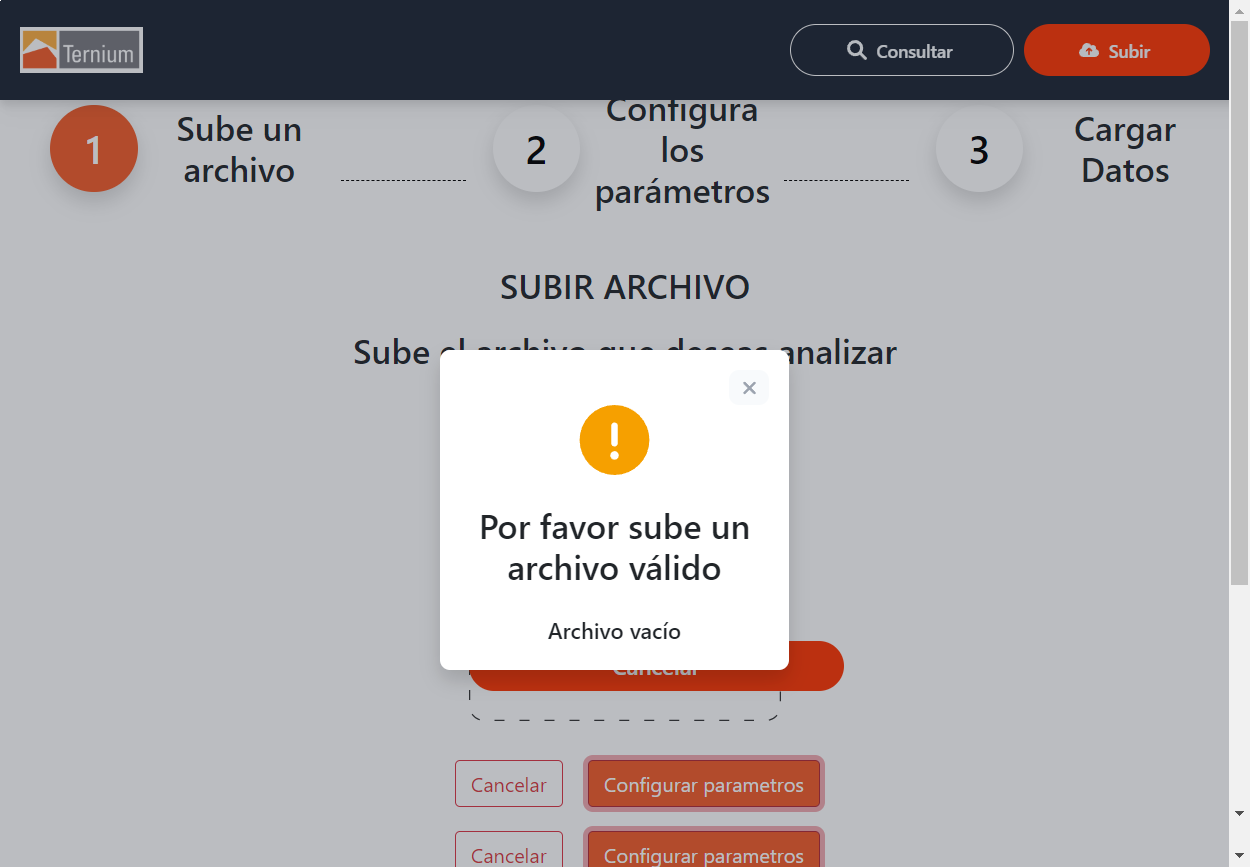 Ternium
Consultar
Subir
1
Sube un
archivo
2
Configura
los
parámetros
3
Cargar
Datos
SUBIR ARCHIVO
Sube el archivo que deseas analizar
Por favor sube un
archivo válido
Archivo vacío
Cancelar
Cancelar
Configurar parametros
Cancelar
Configurar parametros